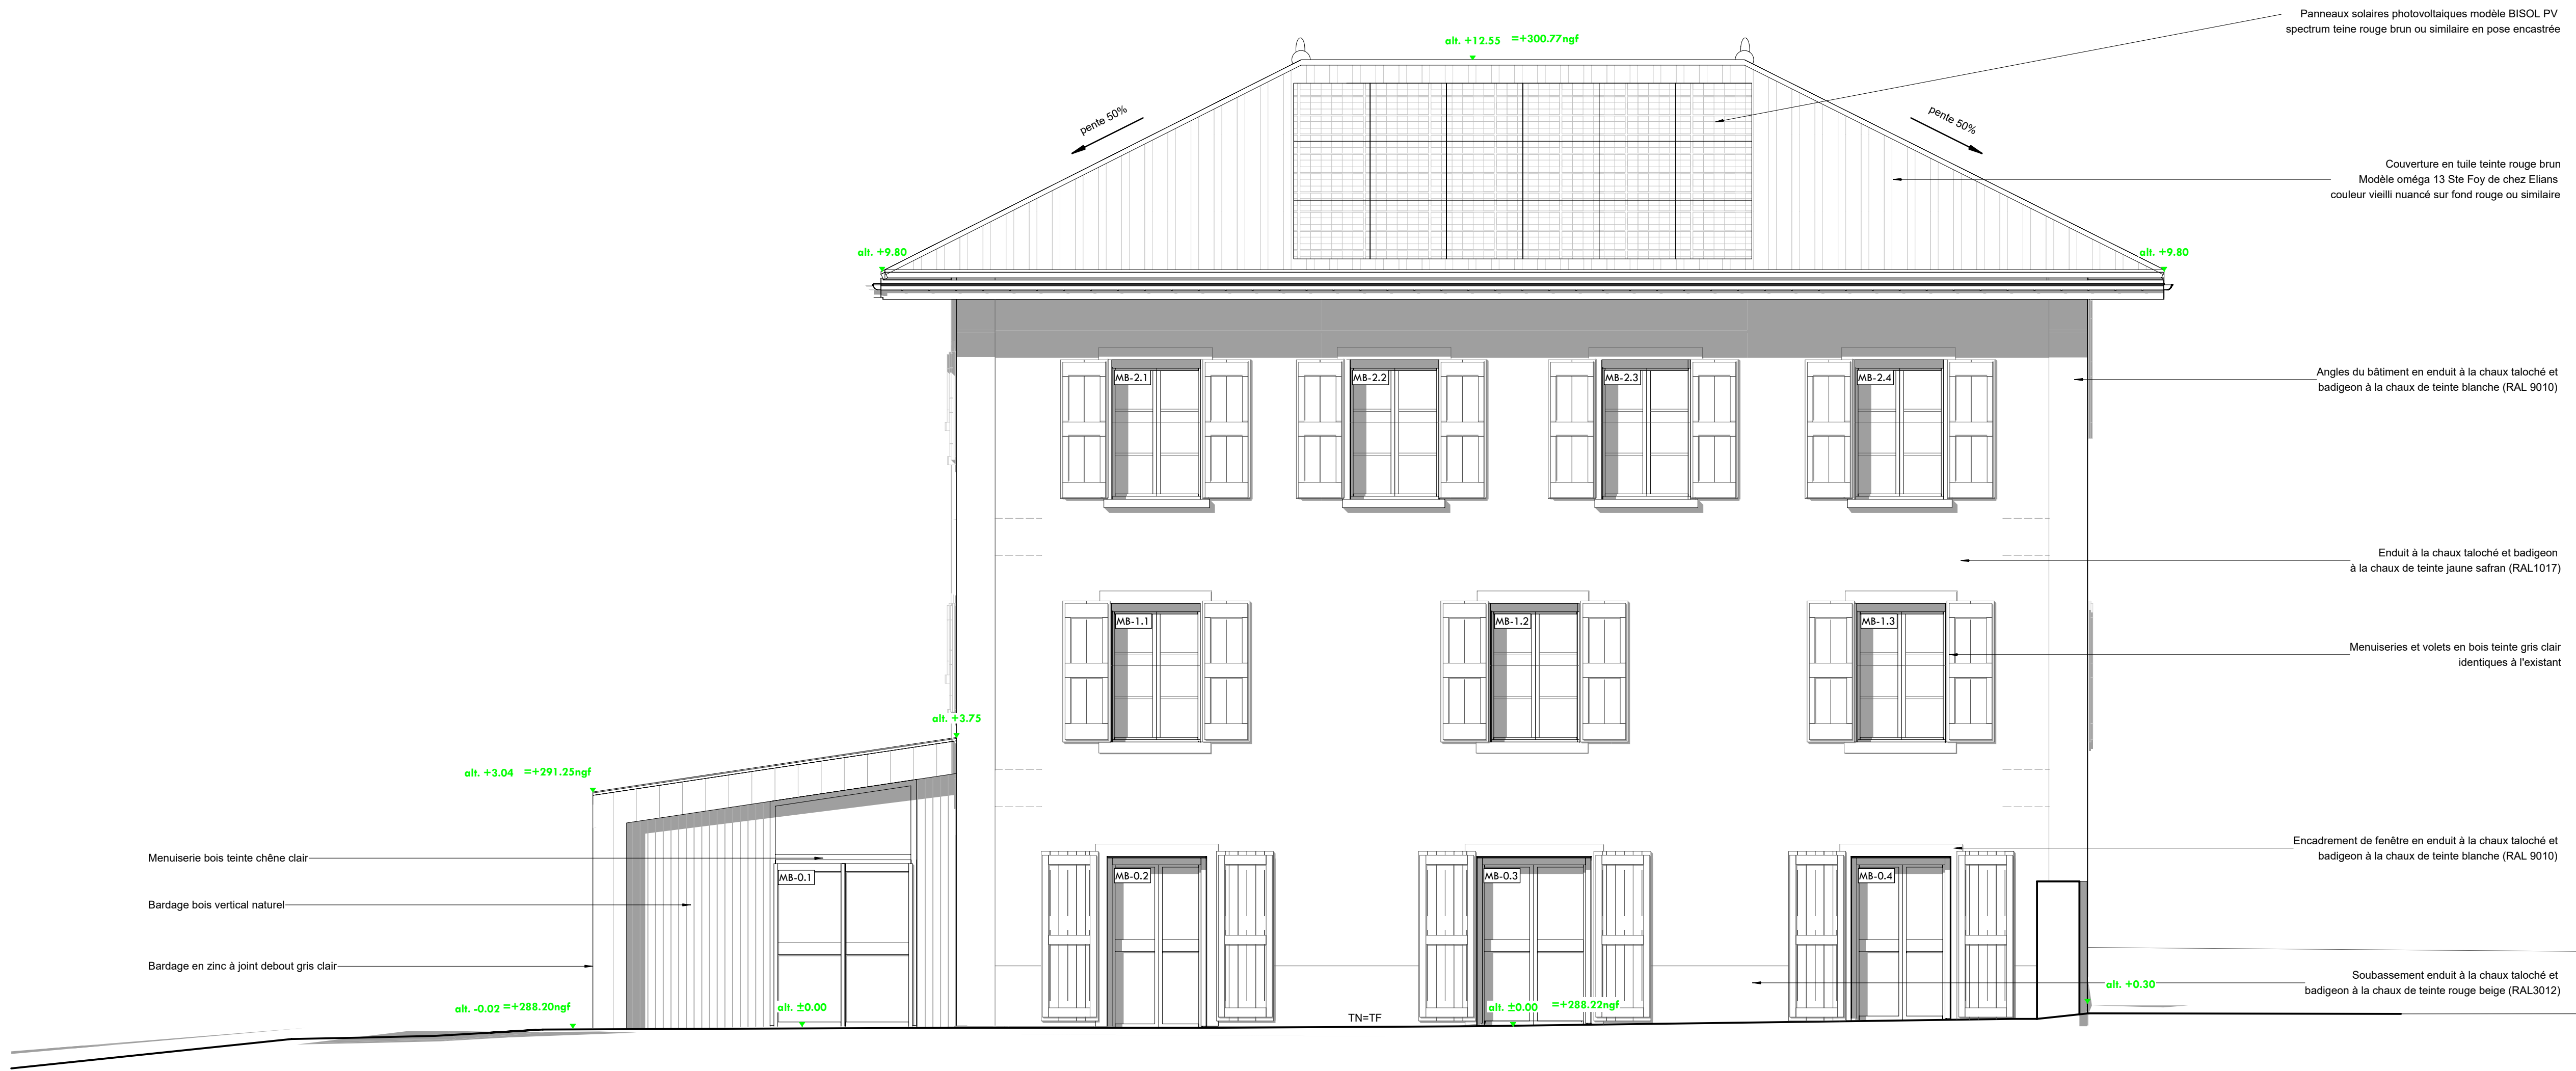 Panneaux solaires photovoltaiques modèle BISOL PV
spectrum teine rouge brun ou similaire en pose encastrée
alt. +12.55 =+300.77ngf
pente 50%
pente 50%
Couverture en tuile teinte rouge brun
Modèle oméga 13 Ste Foy de chez Elians
couleur vieilli nuancé sur fond rouge ou similaire
alt. +9.80
alt. +9.80
MB-2.1
MB-2.2
MB-2.3
MB-2.4
Angles du bâtiment en enduit à la chaux taloché et
badigeon à la chaux de teinte blanche (RAL 9010)
Enduit à la chaux taloché et badigeon
à la chaux de teinte jaune safran (RAL1017)
MB-1.1
MB-1.2
MB-1.3
Menuiseries et volets en bois teinte gris clair
identiques à l'existant
alt. +3.75
alt. +3.04 =+291.25ngf
Encadrement de fenêtre en enduit à la chaux taloché et
badigeon à la chaux de teinte blanche (RAL 9010)
Menuiserie bois teinte chêne clair
MB-0.1
MB-0.2
MB-0.3
MB-0.4
Bardage bois vertical naturel
Bardage en zinc à joint debout gris clair
Soubassement enduit à la chaux taloché et
badigeon à la chaux de teinte rouge beige (RAL3012)
alt. +0.30
alt. -0.02 =+288.20ngf
alt. ±0.00
alt. ±0.00 =+288.22ngf
TN=TF